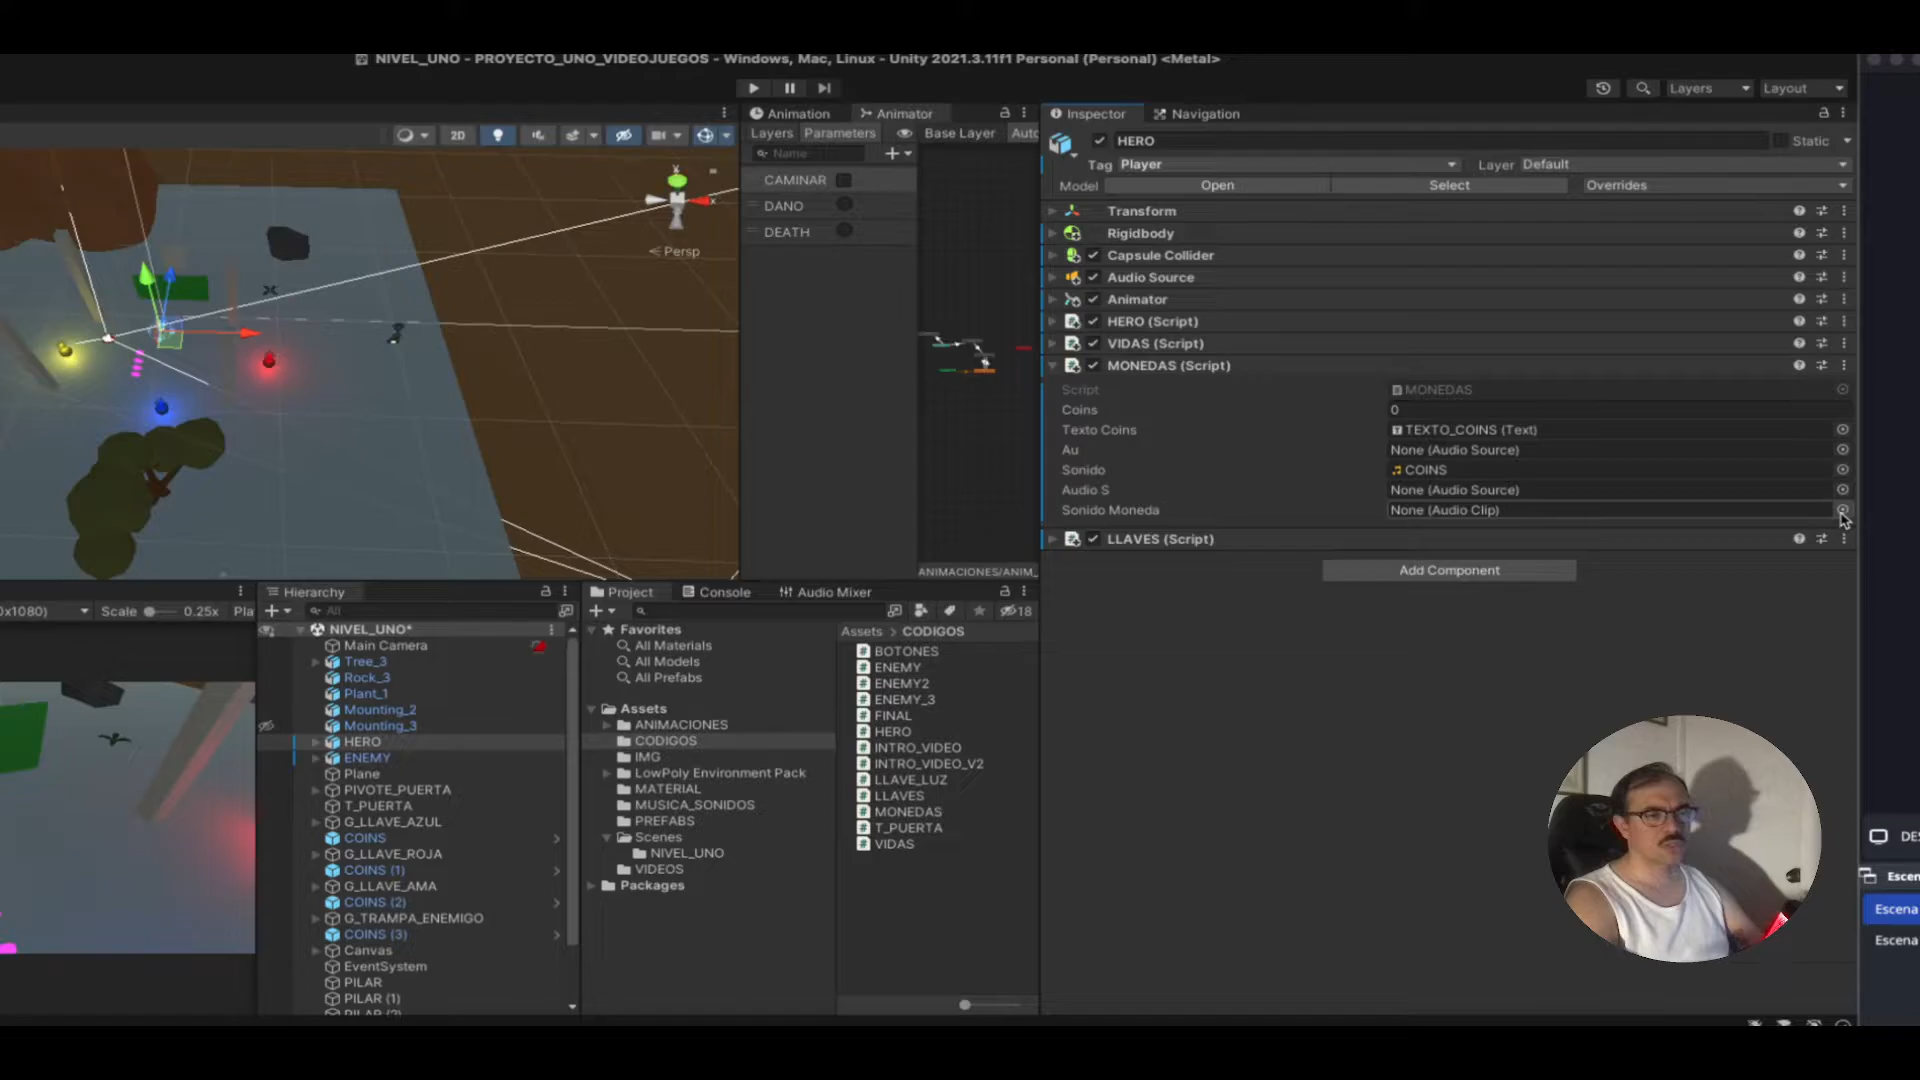 NIVEL_UNO - PROYECTO_UNO_VIDEOJUEGOS - Windows, Mac, Linux - Unity 2021.3.11f1 Personal (Personal) <Metal>
Layers
Layout
2D
Persp
x
0x1080)
Scale
0.25x
Pla
Animation
Animator
Layers
Parameters
Base Layer
Auto
Name
CAMINAR
DANO
DEATH
ANIMACIONES/ANIM_
Inspector
Navigation
HERO
Static
Tag
Player
Layer
Default
Model
Open
Select
Overrides
Transform
Rigidbody
Capsule Collider
Audio Source
Animator
HERO (Script)
VIDAS (Script)
MONEDAS (Script)
Script
MONEDAS
Coins
0
Texto Coins
TEXTO_COINS (Text)
Au
None (Audio Source)
Sonido
COINS
Audio S
None (Audio Source)
Sonido Moneda
None (Audio Clip)
LLAVES (Script)
Add Component
Hierarchy
All
NIVEL_UNO*
Main Camera
Tree_3
Rock_3
Plant_1
Mounting_2
Mounting_3
HERO
ENEMY
Plane
PIVOTE_PUERTA
T_PUERTA
G_LLAVE_AZUL
COINS
G_LLAVE_ROJA
COINS (1)
G_LLAVE_AMA
COINS (2)
G_TRAMPA_ENEMIGO
COINS (3)
Canvas
EventSystem
PILAR
PILAR (1)
PILAR (2)
Project
Console
Audio Mixer
18
Favorites
All Materials
All Models
All Prefabs
Assets
ANIMACIONES
CODIGOS
IMG
LowPoly Environment Pack
MATERIAL
MUSICA_SONIDOS
PREFABS
Scenes
NIVEL_UNO
VIDEOS
Packages
Assets > CODIGOS
BOTONES
ENEMY
ENEMY2
ENEMY_3
FINAL
HERO
INTRO_VIDEO
INTRO_VIDEO_V2
LLAVE_LUZ
LLAVES
MONEDAS
T_PUERTA
VIDAS
DES
Escen
Escena
Escena